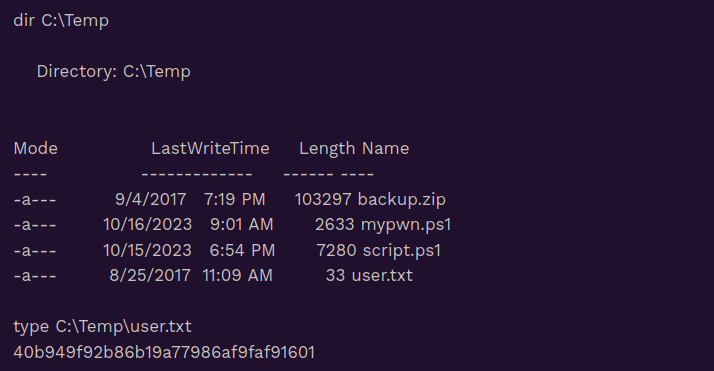 dir C:\Temp
Directory: C:\Temp
Mode LastWriteTime Length Name
---- ------------- ------ ----
-a--- 9/4/2017 7:19 PM 103297 backup.zip
-a--- 10/16/2023 9:01 AM 2633 mypwn.ps1
-a--- 10/15/2023 6:54 PM 7280 script.ps1
-a--- 8/25/2017 11:09 AM 33 user.txt
type C:\Temp\user.txt
40b949f92b86b19a77986af9faf91601